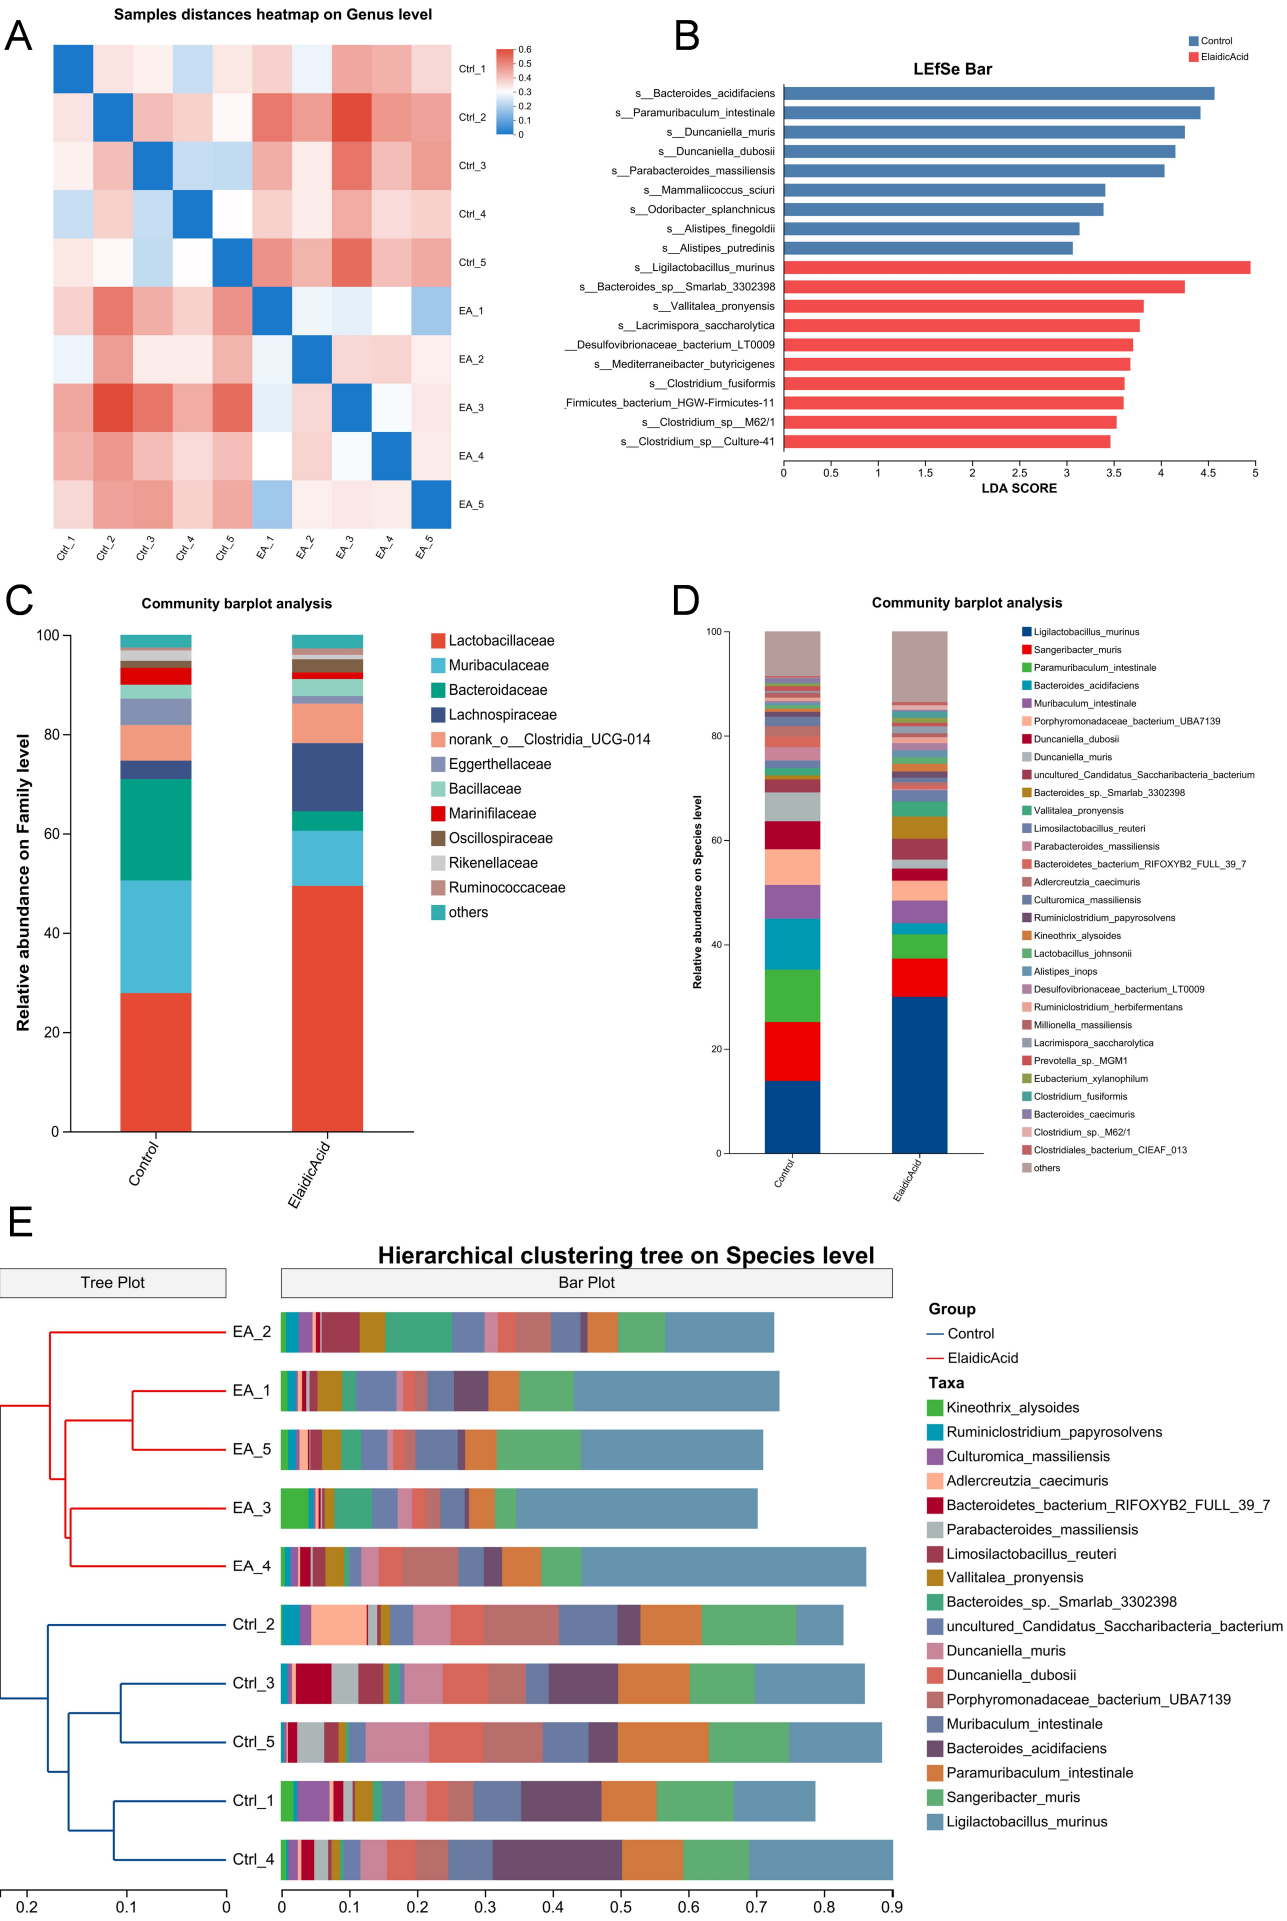 A
Samples distances heatmap on Genus level
Ctrl_1
Ctrl_2
Ctrl_3
Ctrl_4
Ctrl_5
EA_1
EA_2
EA_3
EA_4
EA_5
0.6
0.5
0.4
0.3
0.2
0.1
0
Ctrl_1
Ctrl_2
Ctrl_3
Ctrl_4
Ctrl_5
EA_1
EA_2
EA_3
EA_4
EA_5
B
Control
ElaidicAcid
LEfSe Bar
s__Bacteroides_acidifaciens
s__Paramuribaculum_intestinale
s__Duncaniella_muris
s__Duncaniella_dubosii
s__Parabacteroides_massiliensis
s__Mammaliicoccus_sciuri
s__Odoribacter_splanchnicus
s__Alistipes_finegoldii
s__Alistipes_putredinis
s__Ligilactobacillus_murinus
s__Bacteroides_sp__Smarlab_3302398
s__Vallitalea_pronyensis
s__Lacrimispora_saccharolytica
__Desulfovibrionaceae_bacterium_LT0009
s__Mediterraneibacter_butyricigenes
s__Clostridium_fusiformis
_Firmicutes_bacterium_HGW-Firmicutes-11
s__Clostridium_sp__M62/1
s__Clostridium_sp__Culture-41
0 0.5 1 1.5 2 2.5 3 3.5 4 4.5 5
LDA SCORE
C
Community barplot analysis
Relative abundance on Family level
100
80
60
40
20
0
Control
ElaidicAcid
Lactobacillaceae
Muribaculaceae
Bacteroidaceae
Lachnospiraceae
norank_o__Clostridia_UCG-014
Eggerthellaceae
Bacillaceae
Marinifilaceae
Oscillospiraceae
Rikenellaceae
Ruminococcaceae
others
D
Community barplot analysis
Relative abundance on Species level
100
80
60
40
20
0
Control
ElaidicAcid
Ligilactobacillus_murinus
Sangeribacter_muris
Paramuribaculum_intestinale
Bacteroides_acidifaciens
Muribaculum_intestinale
Porphyromonadaceae_bacterium_UBA7139
Duncaniella_dubosii
Duncaniella_muris
uncultured_Candidatus_Saccharibacteria_bacterium
Bacteroides_sp._Smarlab_3302398
Vallitalea_pronyensis
Limosilactobacillus_reuteri
Parabacteroides_massiliensis
Bacteroidetes_bacterium_RIFOXYB2_FULL_39_7
Adlercreutzia_caecimuris
Culturomica_massiliensis
Ruminiclostridium_papyrosolvens
Kineothrix_alysoides
Lactobacillus_johnsonii
Alistipes_inops
Desulfovibrionaceae_bacterium_LT0009
Ruminiclostridium_herbifermentans
Millionella_massiliensis
Lacrimispora_saccharolytica
Prevotella_sp._MGM1
Eubacterium_xylanophilum
Clostridium_fusiformis
Bacteroides_caecimuris
Clostridium_sp._M62/1
Clostridiales_bacterium_CIEAF_013
others
E
Hierarchical clustering tree on Species level
Tree Plot
Bar Plot
EA_2
EA_1
EA_5
EA_3
EA_4
Ctrl_2
Ctrl_3
Ctrl_5
Ctrl_1
Ctrl_4
0.2 0.1 0
0 0.1 0.2 0.3 0.4 0.5 0.6 0.7 0.8 0.9
Group
Control
ElaidicAcid
Taxa
Kineothrix_alysoides
Ruminiclostridium_papyrosolvens
Culturomica_massiliensis
Adlercreutzia_caecimuris
Bacteroidetes_bacterium_RIFOXYB2_FULL_39_7
Parabacteroides_massiliensis
Limosilactobacillus_reuteri
Vallitalea_pronyensis
Bacteroides_sp._Smarlab_3302398
uncultured_Candidatus_Saccharibacteria_bacterium
Duncaniella_muris
Duncaniella_dubosii
Porphyromonadaceae_bacterium_UBA7139
Muribaculum_intestinale
Bacteroides_acidifaciens
Paramuribaculum_intestinale
Sangeribacter_muris
Ligilactobacillus_murinus